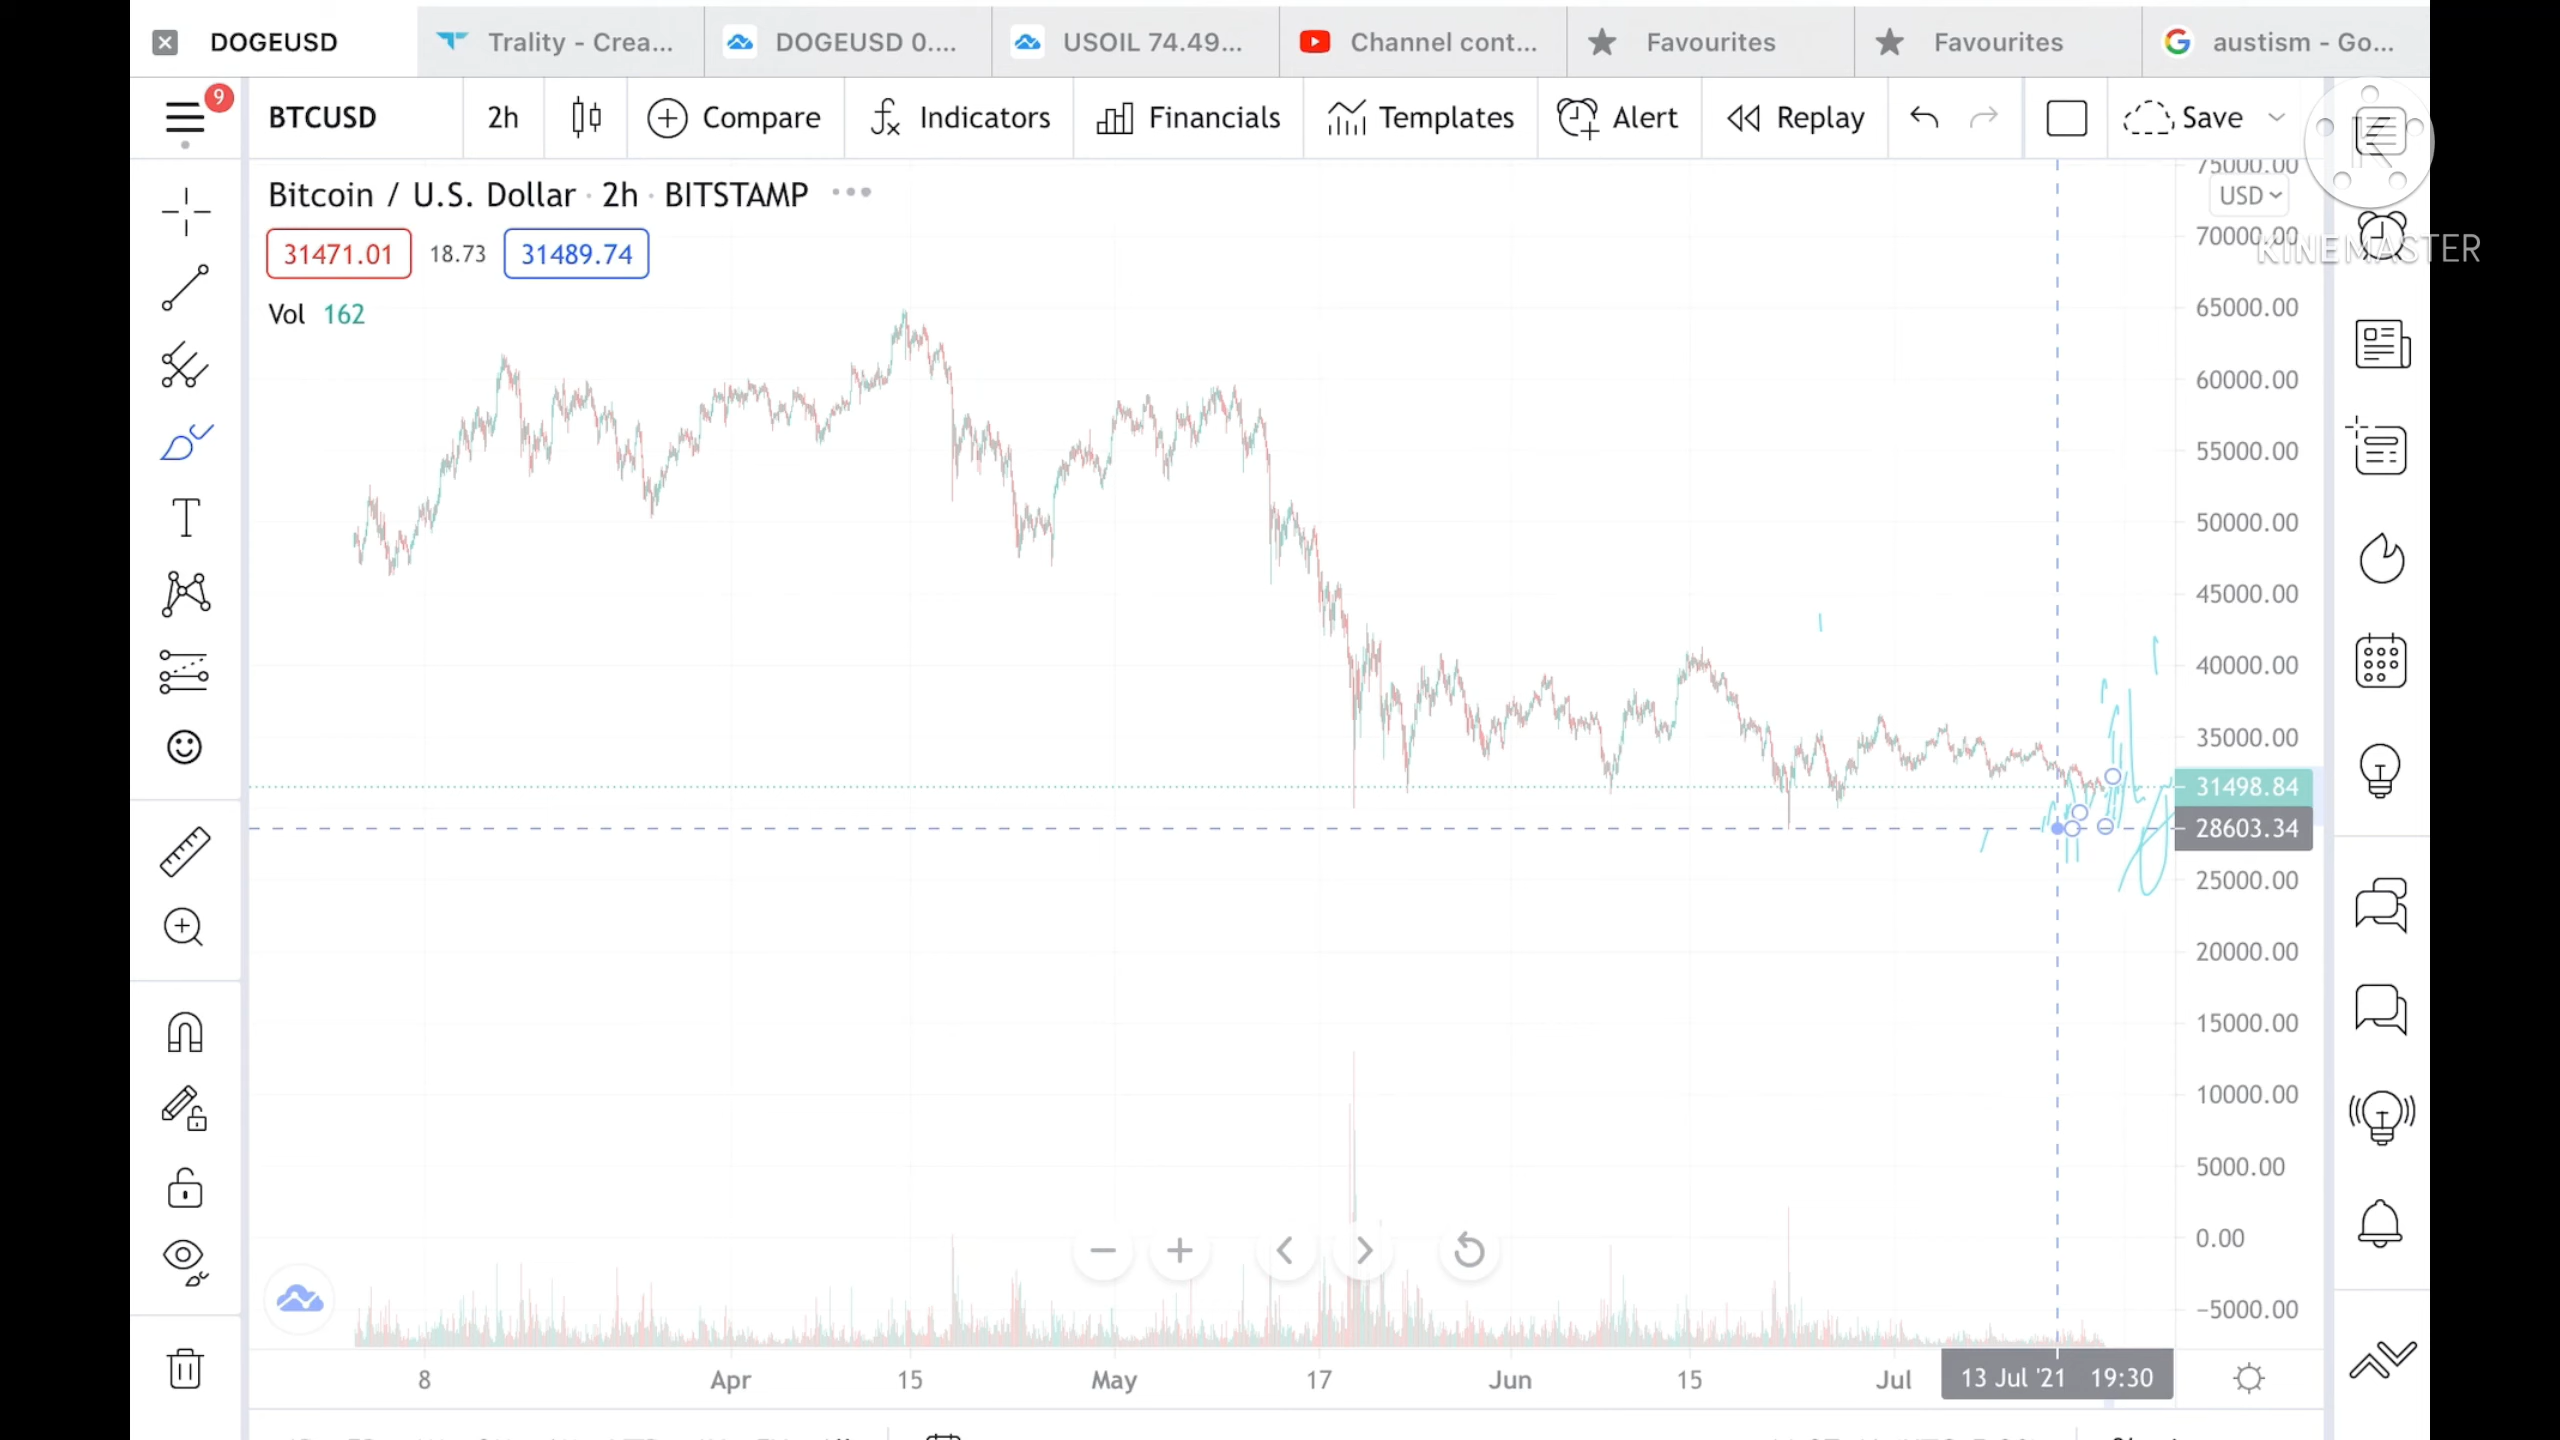 DOGEUSD
Trality - Crea...
DOGEUSD 0....
USOIL 74.49...
Channel cont...
Favourites
Favourites
austism - Go...
9
BTCUSD
2h
Compare
Indicators
Financials
Templates
Alert
Replay
Save
Bitcoin / U.S. Dollar · 2h · BITSTAMP
31471.01
18.73
31489.74
Vol 162
75000.00
USD
70000.00
KINEMASTER
65000.00
60000.00
55000.00
50000.00
45000.00
40000.00
35000.00
31498.84
28603.34
25000.00
20000.00
15000.00
10000.00
5000.00
0.00
−5000.00
8
Apr
15
May
17
Jun
15
Jul
13 Jul '21 19:30